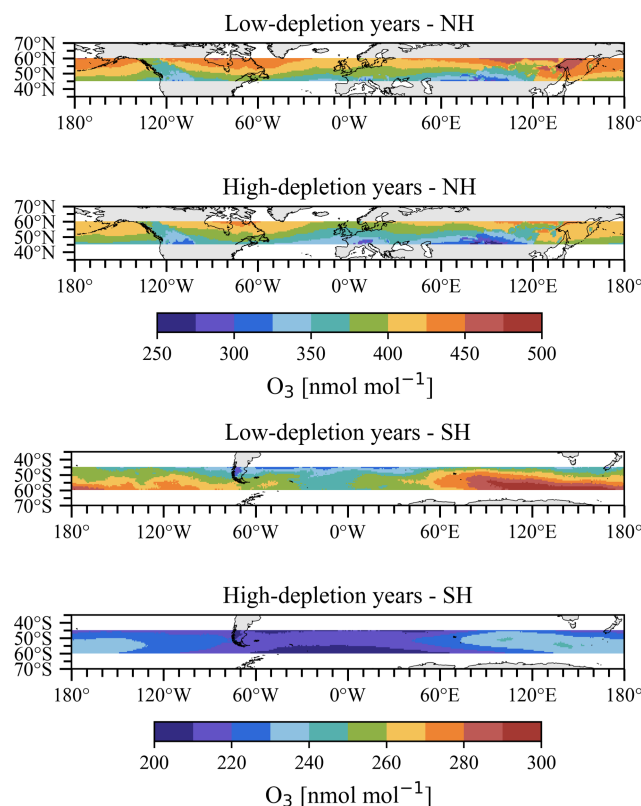 Low-depletion years - NH
70°N
60°N
50°N
40°N
180° 120°W 60°W 0°W 60°E 120°E 180°
High-depletion years - NH
70°N
60°N
50°N
40°N
180° 120°W 60°W 0°W 60°E 120°E 180°
250 300 350 400 450 500
O₃ [nmol mol⁻¹]
Low-depletion years - SH
40°S
50°S
60°S
70°S
180° 120°W 60°W 0°W 60°E 120°E 180°
High-depletion years - SH
40°S
50°S
60°S
70°S
180° 120°W 60°W 0°W 60°E 120°E 180°
200 220 240 260 280 300
O₃ [nmol mol⁻¹]